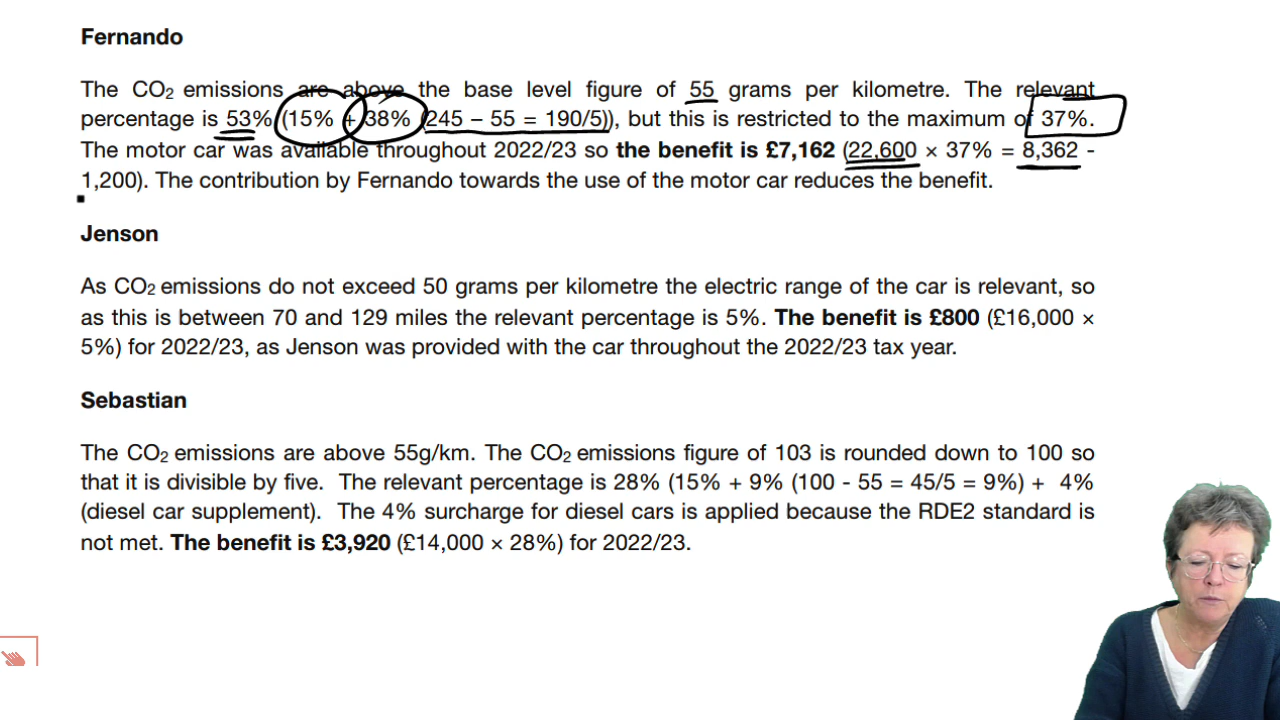 Fernando
The CO₂ emissions are above the base level figure of 55 grams per kilometre. The relevant
percentage is 53% (15% + 38% (245 – 55 = 190/5)), but this is restricted to the maximum of 37%.
The motor car was available throughout 2022/23 so the benefit is £7,162 (22,600 × 37% = 8,362 -
1,200). The contribution by Fernando towards the use of the motor car reduces the benefit.
Jenson
As CO₂ emissions do not exceed 50 grams per kilometre the electric range of the car is relevant, so
as this is between 70 and 129 miles the relevant percentage is 5%. The benefit is £800 (£16,000 ×
5%) for 2022/23, as Jenson was provided with the car throughout the 2022/23 tax year.
Sebastian
The CO₂ emissions are above 55g/km. The CO₂ emissions figure of 103 is rounded down to 100 so
that it is divisible by five. The relevant percentage is 28% (15% + 9% (100 - 55 = 45/5 = 9%) + 4%
(diesel car supplement). The 4% surcharge for diesel cars is applied because the RDE2 standard is
not met. The benefit is £3,920 (£14,000 × 28%) for 2022/23.